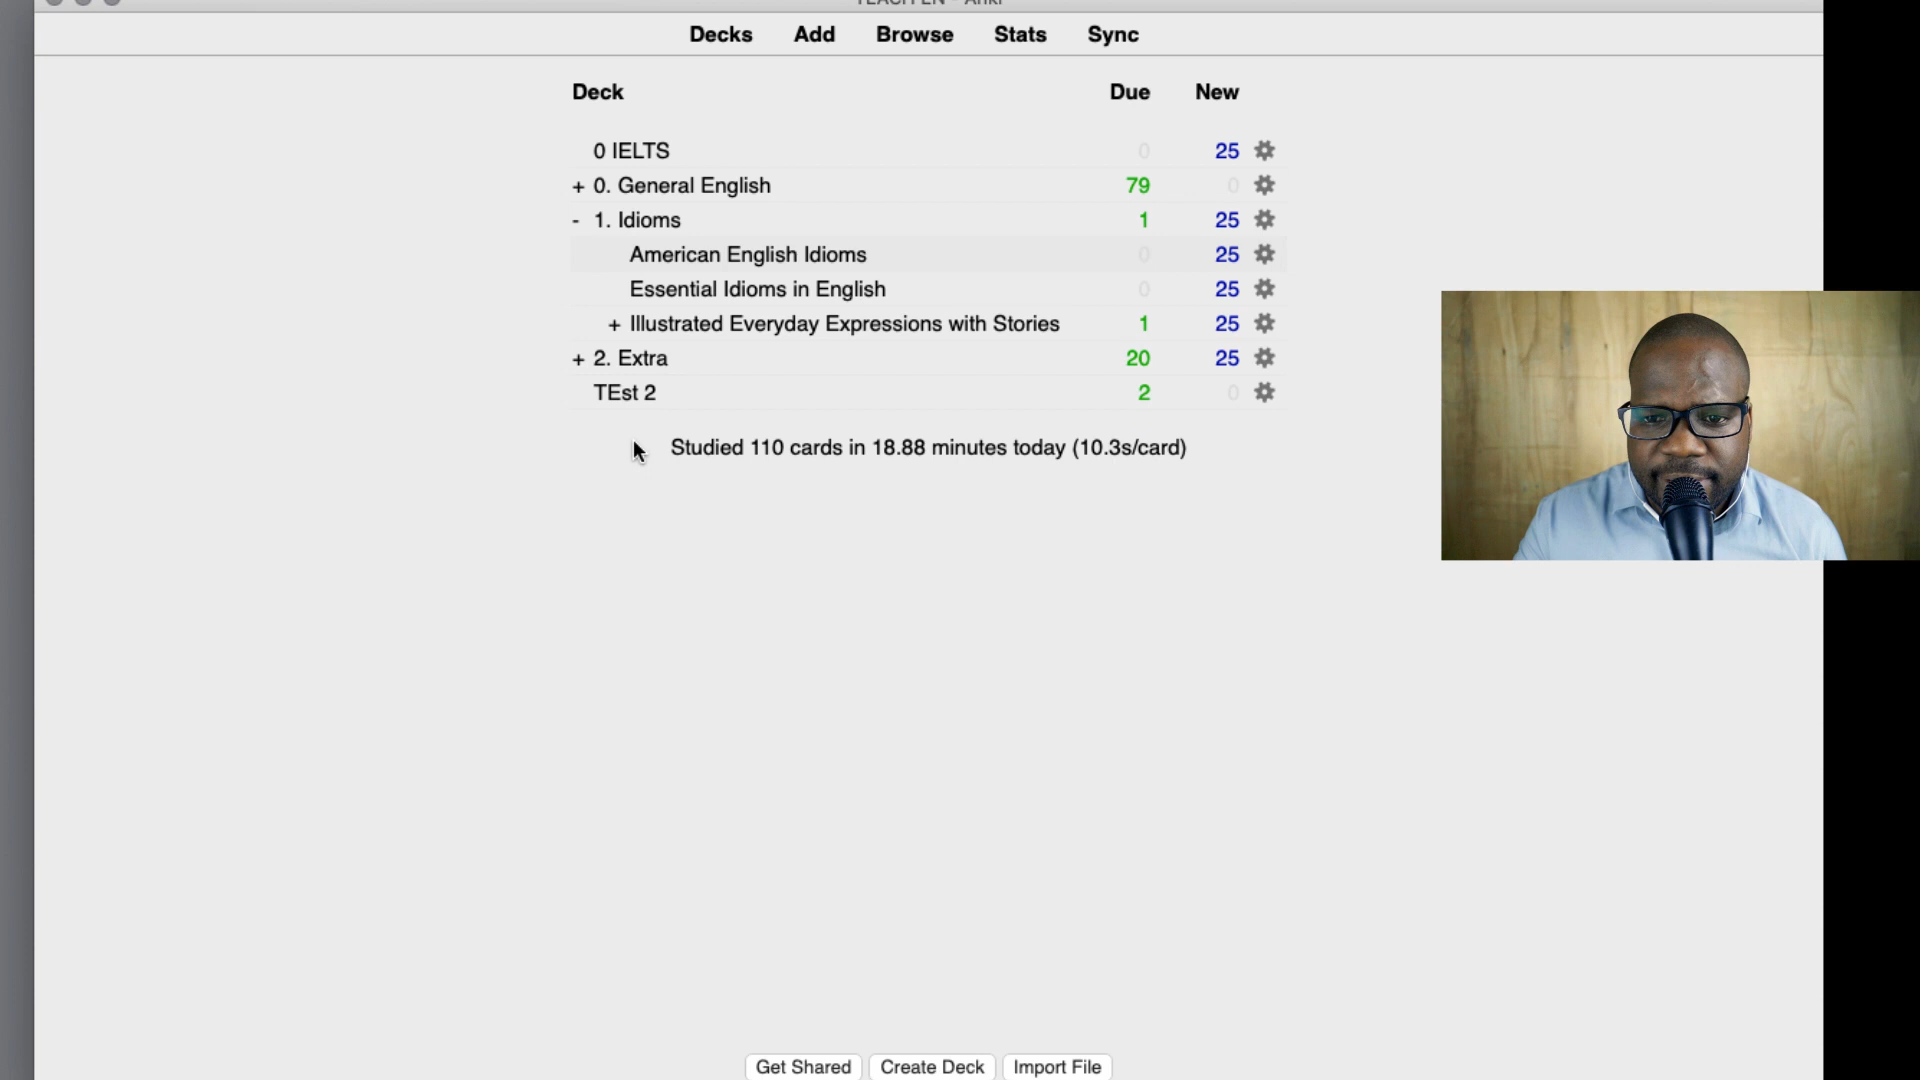 TEACH EN - Anki
Decks Add Browse Stats Sync
Deck Due New
0 IELTS 0 25
+ 0. General English 79 0
- 1. Idioms 1 25
American English Idioms 0 25
Essential Idioms in English 0 25
+ Illustrated Everyday Expressions with Stories 1 25
+ 2. Extra 20 25
TEst 2 2 0
Studied 110 cards in 18.88 minutes today (10.3s/card)
Get Shared Create Deck Import File